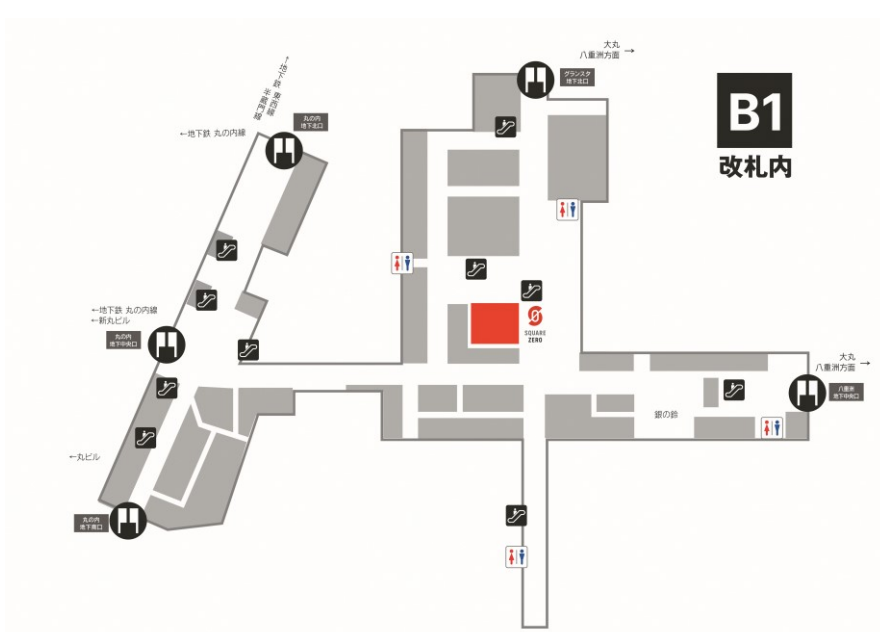 大丸
八重洲方面 →
グランスタ
地下北口
B1
改札内
←地下鉄 東西線
半蔵門線
丸の内
地下北口
←地下鉄 丸の内線
←地下鉄 丸の内線
←新丸ビル
丸の内
地下中央口
SQUARE
ZERO
大丸
八重洲方面 →
八重洲
地下中央口
銀の鈴
←丸ビル
丸の内
地下南口